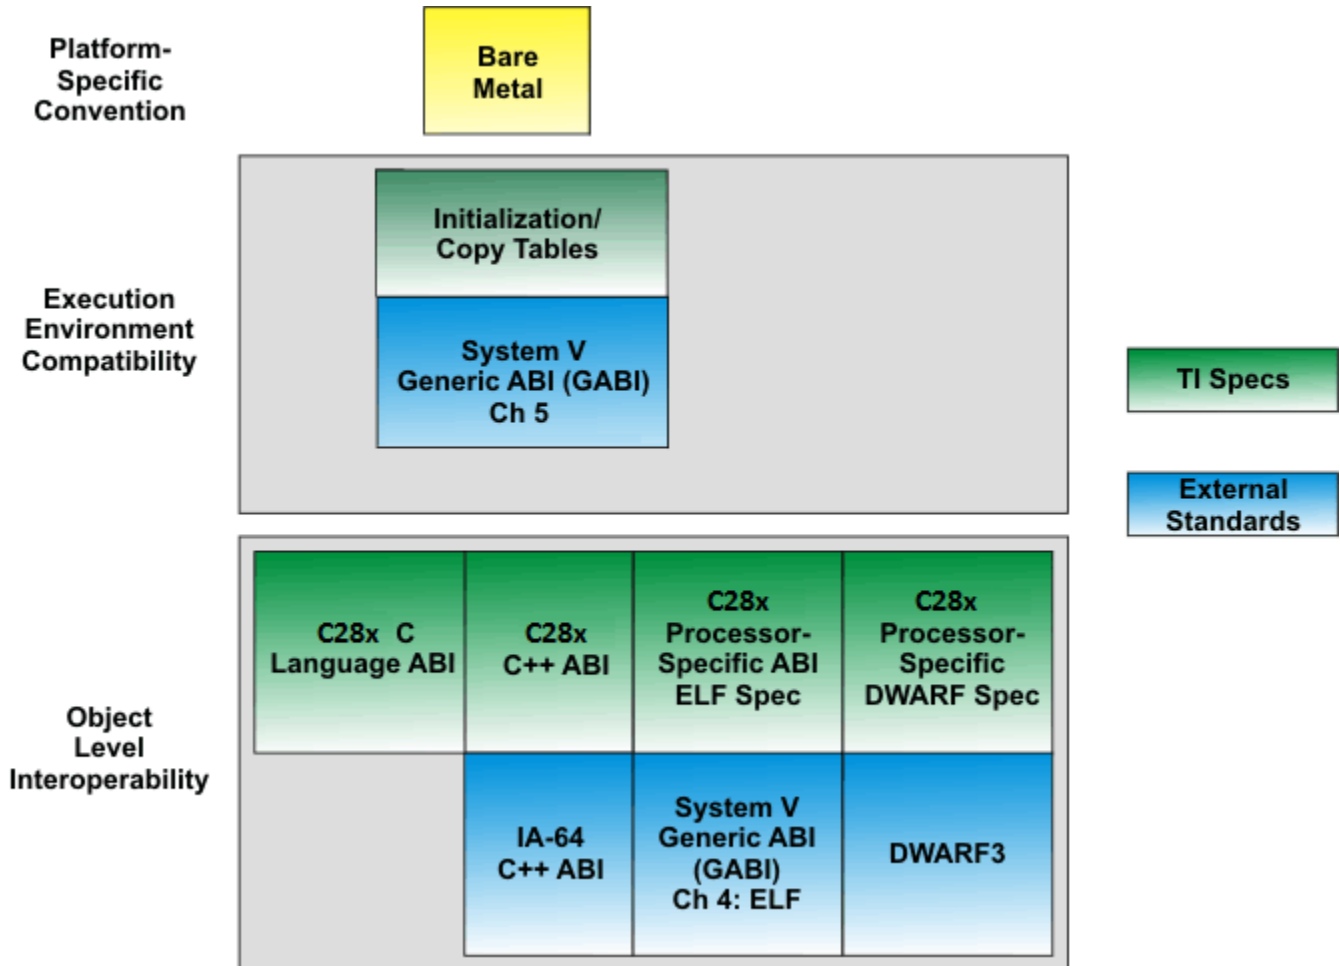 Platform-
Specific
Convention
Bare
Metal
Execution
Environment
Compatibility
Initialization/
Copy Tables
System V
Generic ABI (GABI)
Ch 5
TI Specs
External
Standards
Object
Level
Interoperability
C28x C
Language ABI
C28x
C++ ABI
C28x
Processor-
Specific ABI
ELF Spec
C28x
Processor-
Specific
DWARF Spec
IA-64
C++ ABI
System V
Generic ABI
(GABI)
Ch 4: ELF
DWARF3